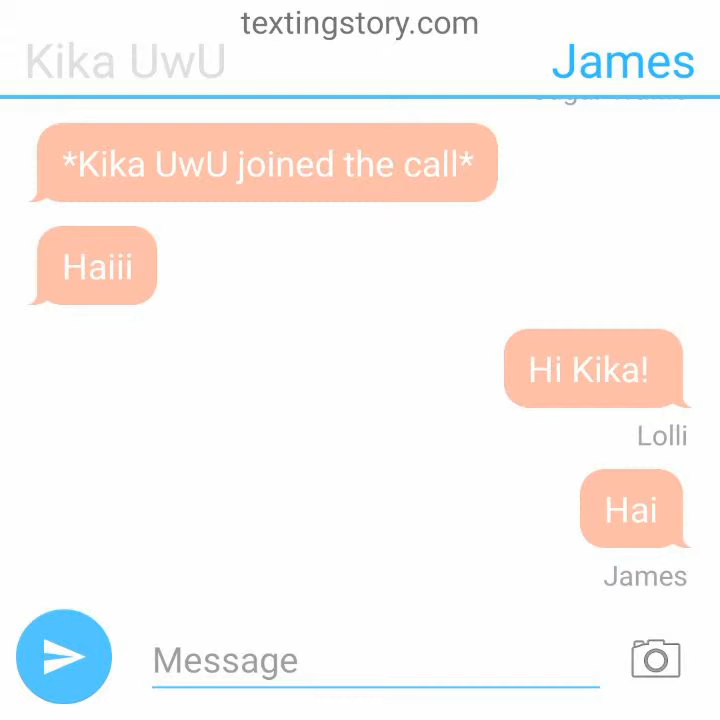 textingstory.com
Kika UwU
James
*Kika UwU joined the call*
Haiii
Hi Kika!
Lolli
Hai
James
Message